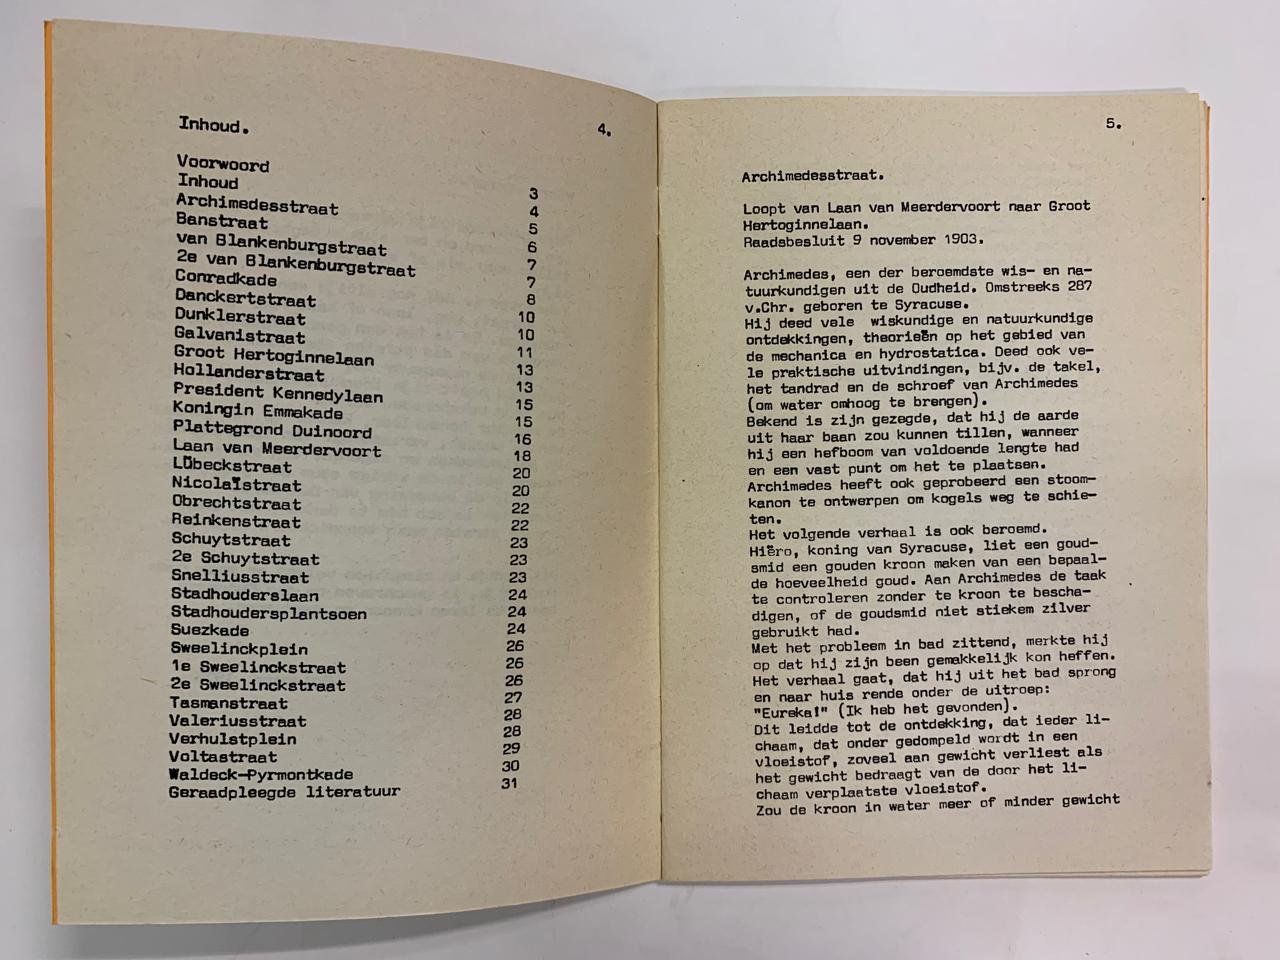 Inhoud. 4.
Voorwoord 3
Inhoud 4
Archimedesstraat 5
Banstraat 6
van Blankenburgstraat 7
2e van Blankenburgstraat 7
Conradkade 8
Danckertstraat 10
Dunklerstraat 10
Galvanistraat 11
Groot Hertoginnelaan 13
Hollanderstraat 13
President Kennedylaan 15
Koningin Emmakade 15
Plattegrond Duinoord 16
Laan van Meerdervoort 18
Lübeckstraat 20
Nicolaïstraat 20
Obrechtstraat 22
Reinkenstraat 22
Schuytstraat 23
2e Schuytstraat 23
Snelliusstraat 23
Stadhouderslaan 24
Stadhoudersplantsoen 24
Suezkade 24
Sweelinckplein 26
1e Sweelinckstraat 26
2e Sweelinckstraat 26
Tasmanstraat 27
Valeriusstraat 28
Verhulstplein 28
Voltastraat 29
Waldeck-Pyrmontkade 30
Geraadpleegde literatuur 31
5.
Archimedesstraat.
Loopt van Laan van Meerdervoort naar Groot
Hertoginnelaan.
Raadsbesluit 9 november 1903.
Archimedes, een der beroemdste wis- en na-
tuurkundigen uit de Oudheid. Omstreeks 287
v.Chr. geboren te Syracuse.
Hij deed vele wiskundige en natuurkundige
ontdekkingen, theorieën op het gebied van
de mechanica en hydrostatica. Deed ook ve-
le praktische uitvindingen, bijv. de takel,
het tandrad en de schroef van Archimedes
(om water omhoog te brengen).
Bekend is zijn gezegde, dat hij de aarde
uit haar baan zou kunnen tillen, wanneer
hij een hefboom van voldoende lengte had
en een vast punt om het te plaatsen.
Archimedes heeft ook geprobeerd een stoom-
kanon te ontwerpen om kogels weg te schie-
ten.
Het volgende verhaal is ook beroemd.
Hiëro, koning van Syracuse, liet een goud-
smid een gouden kroon maken van een bepaal-
de hoeveelheid goud. Aan Archimedes de taak
te controleren zonder te kroon te bescha-
digen, of de goudsmid niet stiekem zilver
gebruikt had.
Met het probleem in bad zittend, merkte hij
op dat hij zijn been gemakkelijk kon heffen.
Het verhaal gaat, dat hij uit het bad sprong
en naar huis rende onder de uitroep:
"Eureka!" (Ik heb het gevonden).
Dit leidde tot de ontdekking, dat ieder li-
chaam, dat onder gedompeld wordt in een
vloeistof, zoveel aan gewicht verliest als
het gewicht bedraagt van de door het li-
chaam verplaatste vloeistof.
Zou de kroon in water meer of minder gewicht